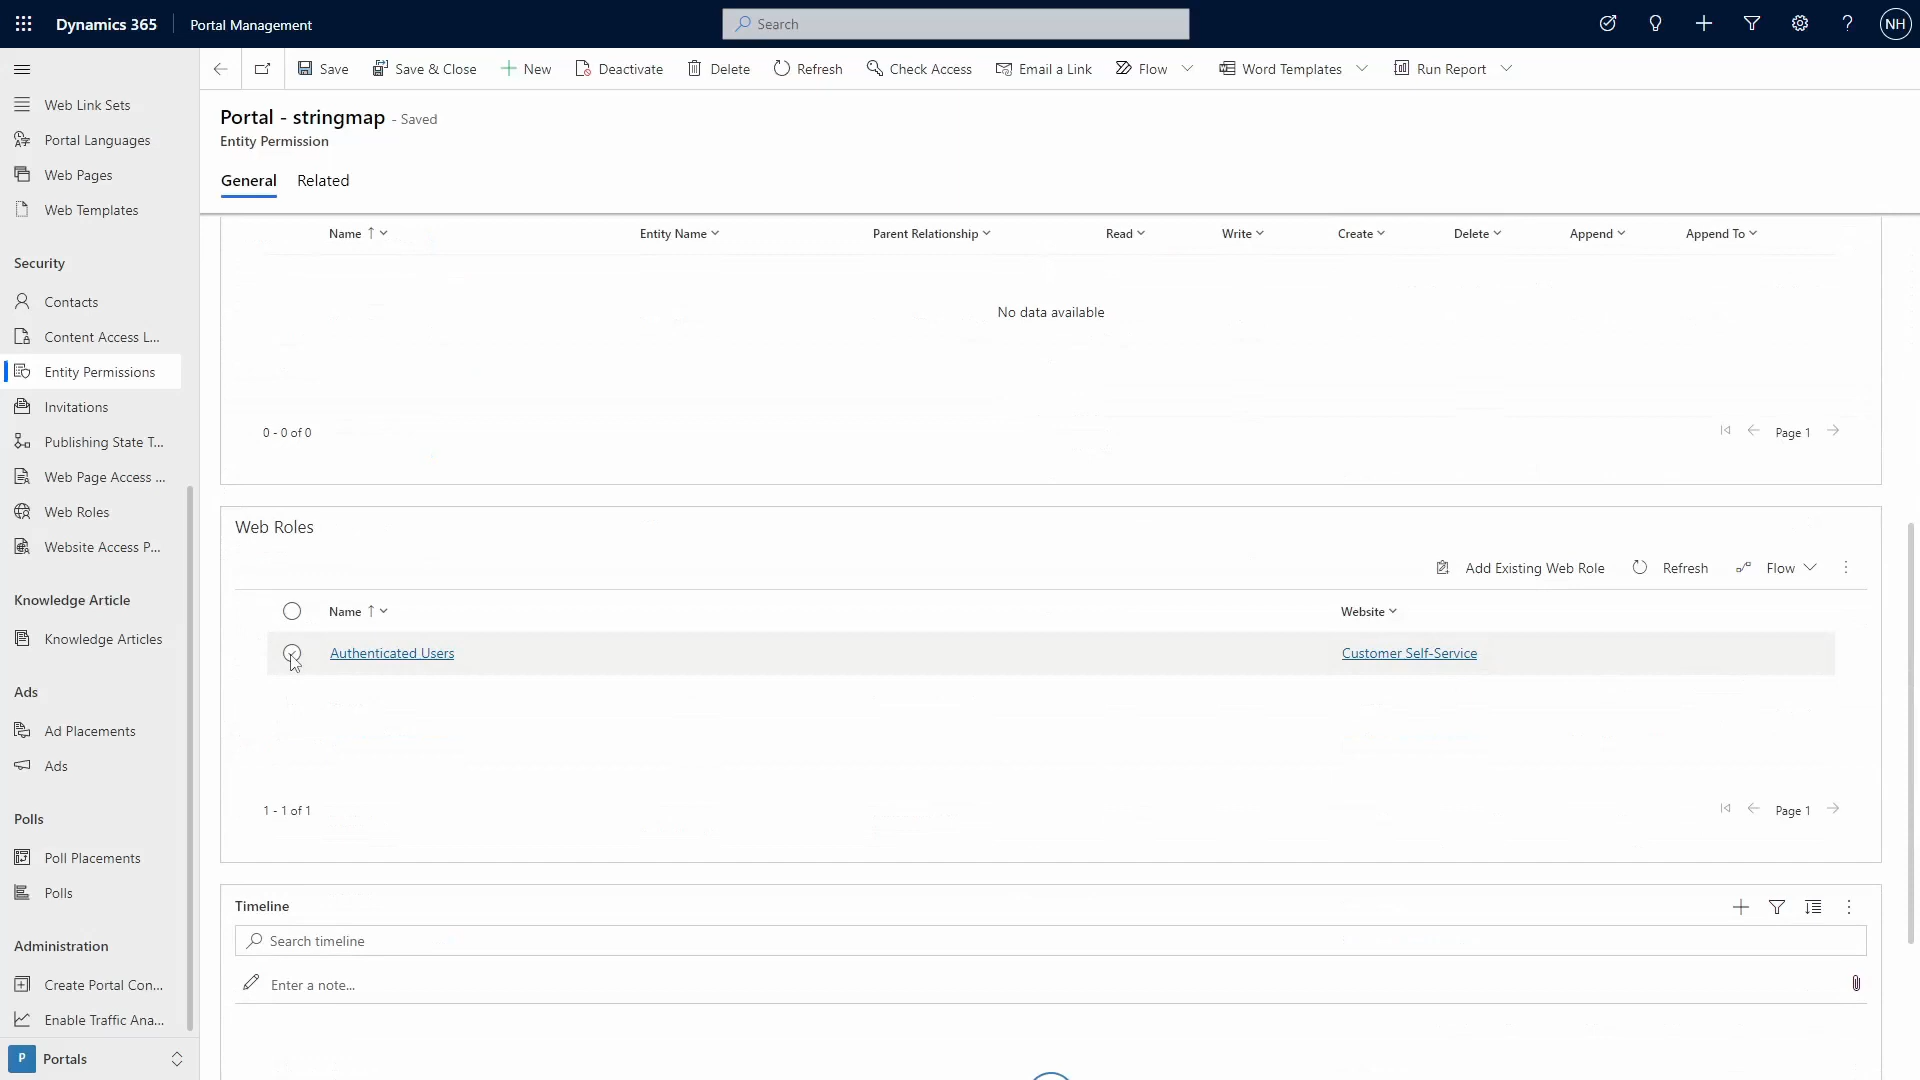 Dynamics 365
Portal Management
Search
NH
Save
Save & Close
New
Deactivate
Delete
Refresh
Check Access
Email a Link
Flow
Word Templates
Run Report
Web Link Sets
Portal Languages
Web Pages
Web Templates
Security
Contacts
Content Access L...
Entity Permissions
Invitations
Publishing State T...
Web Page Access ...
Web Roles
Website Access P...
Knowledge Article
Knowledge Articles
Ads
Ad Placements
Ads
Polls
Poll Placements
Polls
Administration
Create Portal Con...
Enable Traffic Ana...
P
Portals
Portal - stringmap - Saved
Entity Permission
General
Related
Name
Entity Name
Parent Relationship
Read
Write
Create
Delete
Append
Append To
No data available
0 - 0 of 0
Page 1
Web Roles
Add Existing Web Role
Refresh
Flow
Name
Website
Authenticated Users
Customer Self-Service
1 - 1 of 1
Page 1
Timeline
Search timeline
Enter a note...